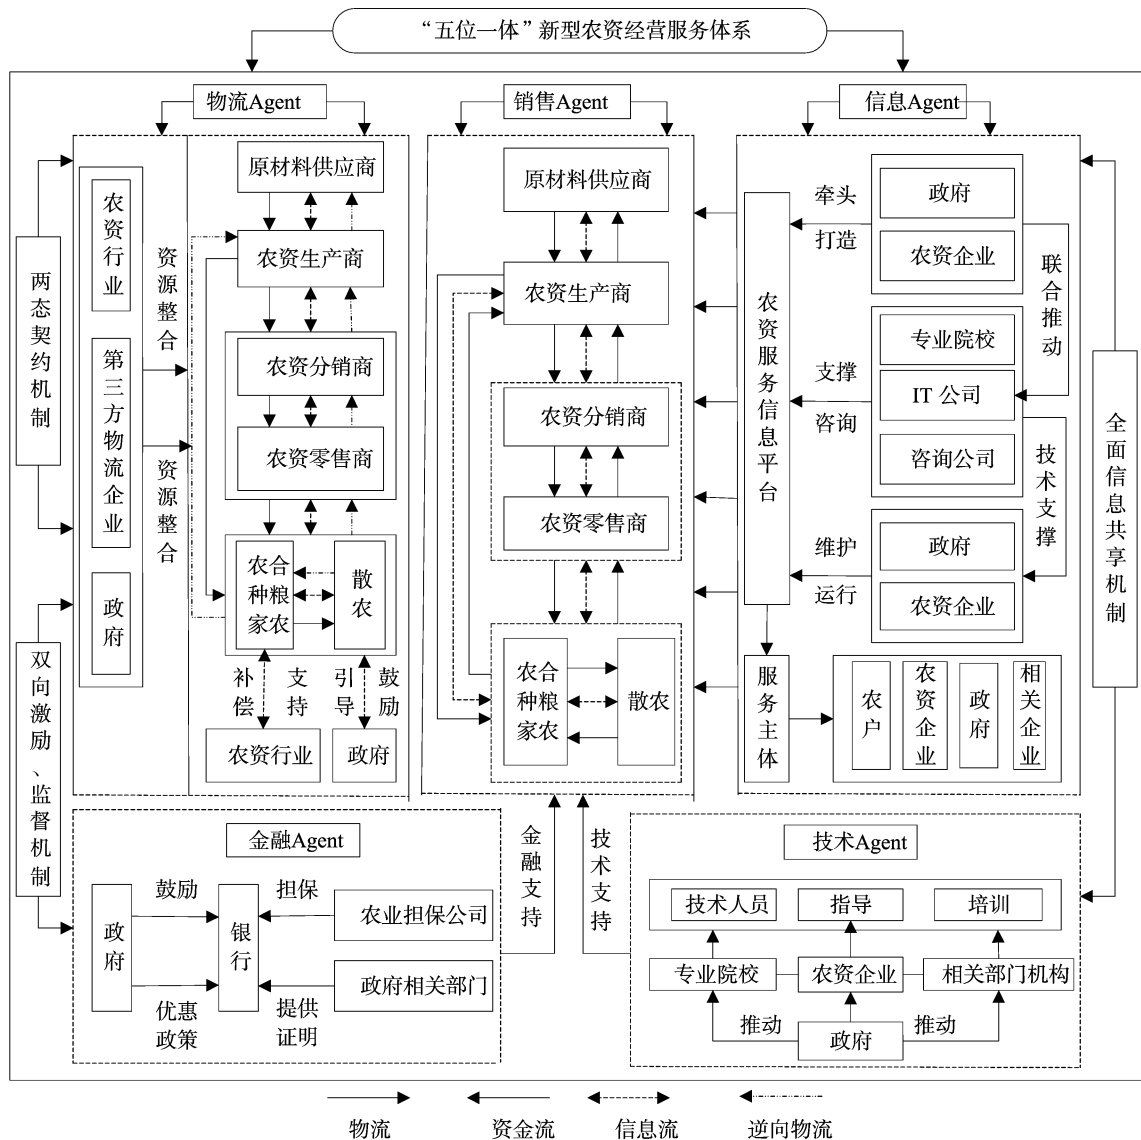 “五位一体”新型农资经营服务体系
物流Agent
销售Agent
信息Agent
两态契约机制
双向激励、监督机制
农资行业
第三方物流企业
政府
资源整合
资源整合
原材料供应商
农资生产商
农资分销商
农资零售商
农合
种粮
家农
散农
补偿
支持
引导
鼓励
农资行业
政府
原材料供应商
农资生产商
农资分销商
农资零售商
农合
种粮
家农
散农
农资服务信息平台
牵头
打造
政府
农资企业
联合推动
支撑
咨询
专业院校
IT 公司
咨询公司
技术支撑
维护
运行
政府
农资企业
服务主体
农户
农资企业
政府
相关企业
全面信息共享机制
金融Agent
政府
鼓励
优惠
政策
银行
担保
提供
证明
农业担保公司
政府相关部门
金融支持
技术支持
技术Agent
技术人员
指导
培训
专业院校
农资企业
相关部门机构
推动
政府
推动
物流
资金流
信息流
逆向物流